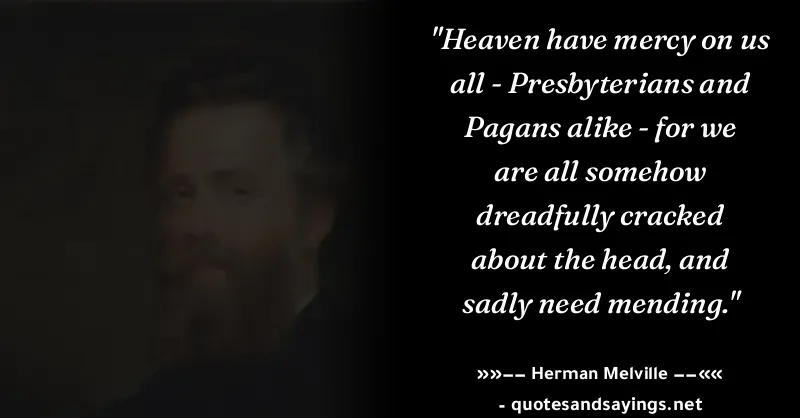 "Heaven have mercy on us
all - Presbyterians and
Pagans alike - for we
are all somehow
dreadfully cracked
about the head, and
sadly need mending."
»»−− Herman Melville −−««
- quotesandsayings.net